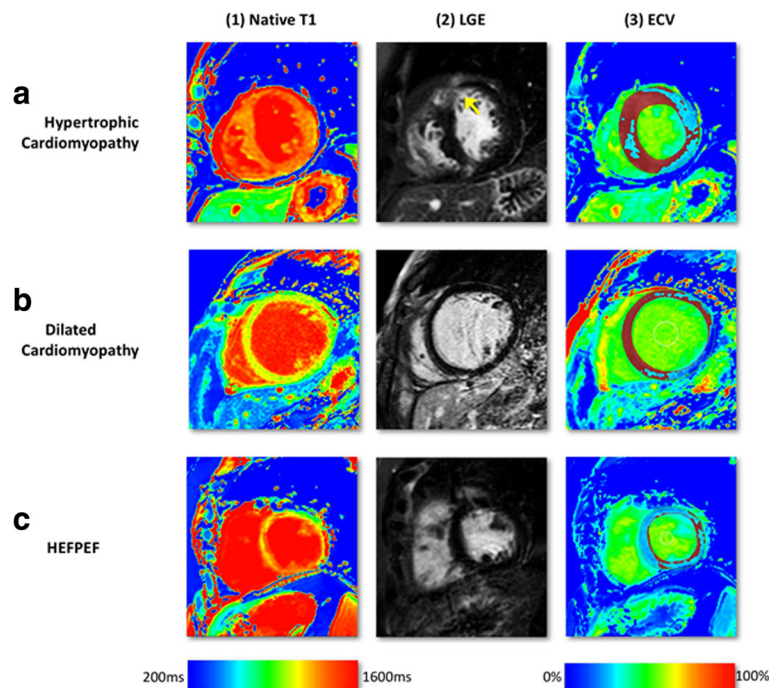 (1) Native T1 (2) LGE (3) ECV
a
Hypertrophic
Cardiomyopathy
b
Dilated
Cardiomyopathy
c
HEFPEF
200ms 1600ms 0% 100%